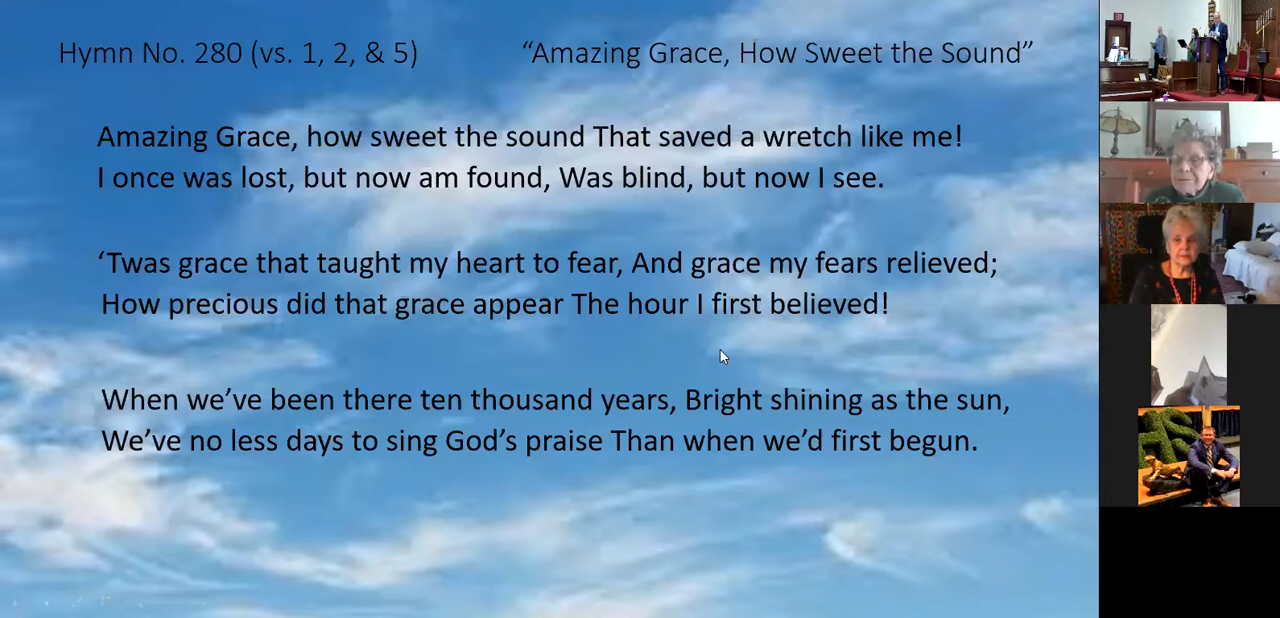 Hymn No. 280 (vs. 1, 2, & 5) “Amazing Grace, How Sweet the Sound”
Amazing Grace, how sweet the sound That saved a wretch like me!
I once was lost, but now am found, Was blind, but now I see.
‘Twas grace that taught my heart to fear, And grace my fears relieved;
How precious did that grace appear The hour I first believed!
When we’ve been there ten thousand years, Bright shining as the sun,
We’ve no less days to sing God’s praise Than when we’d first begun.